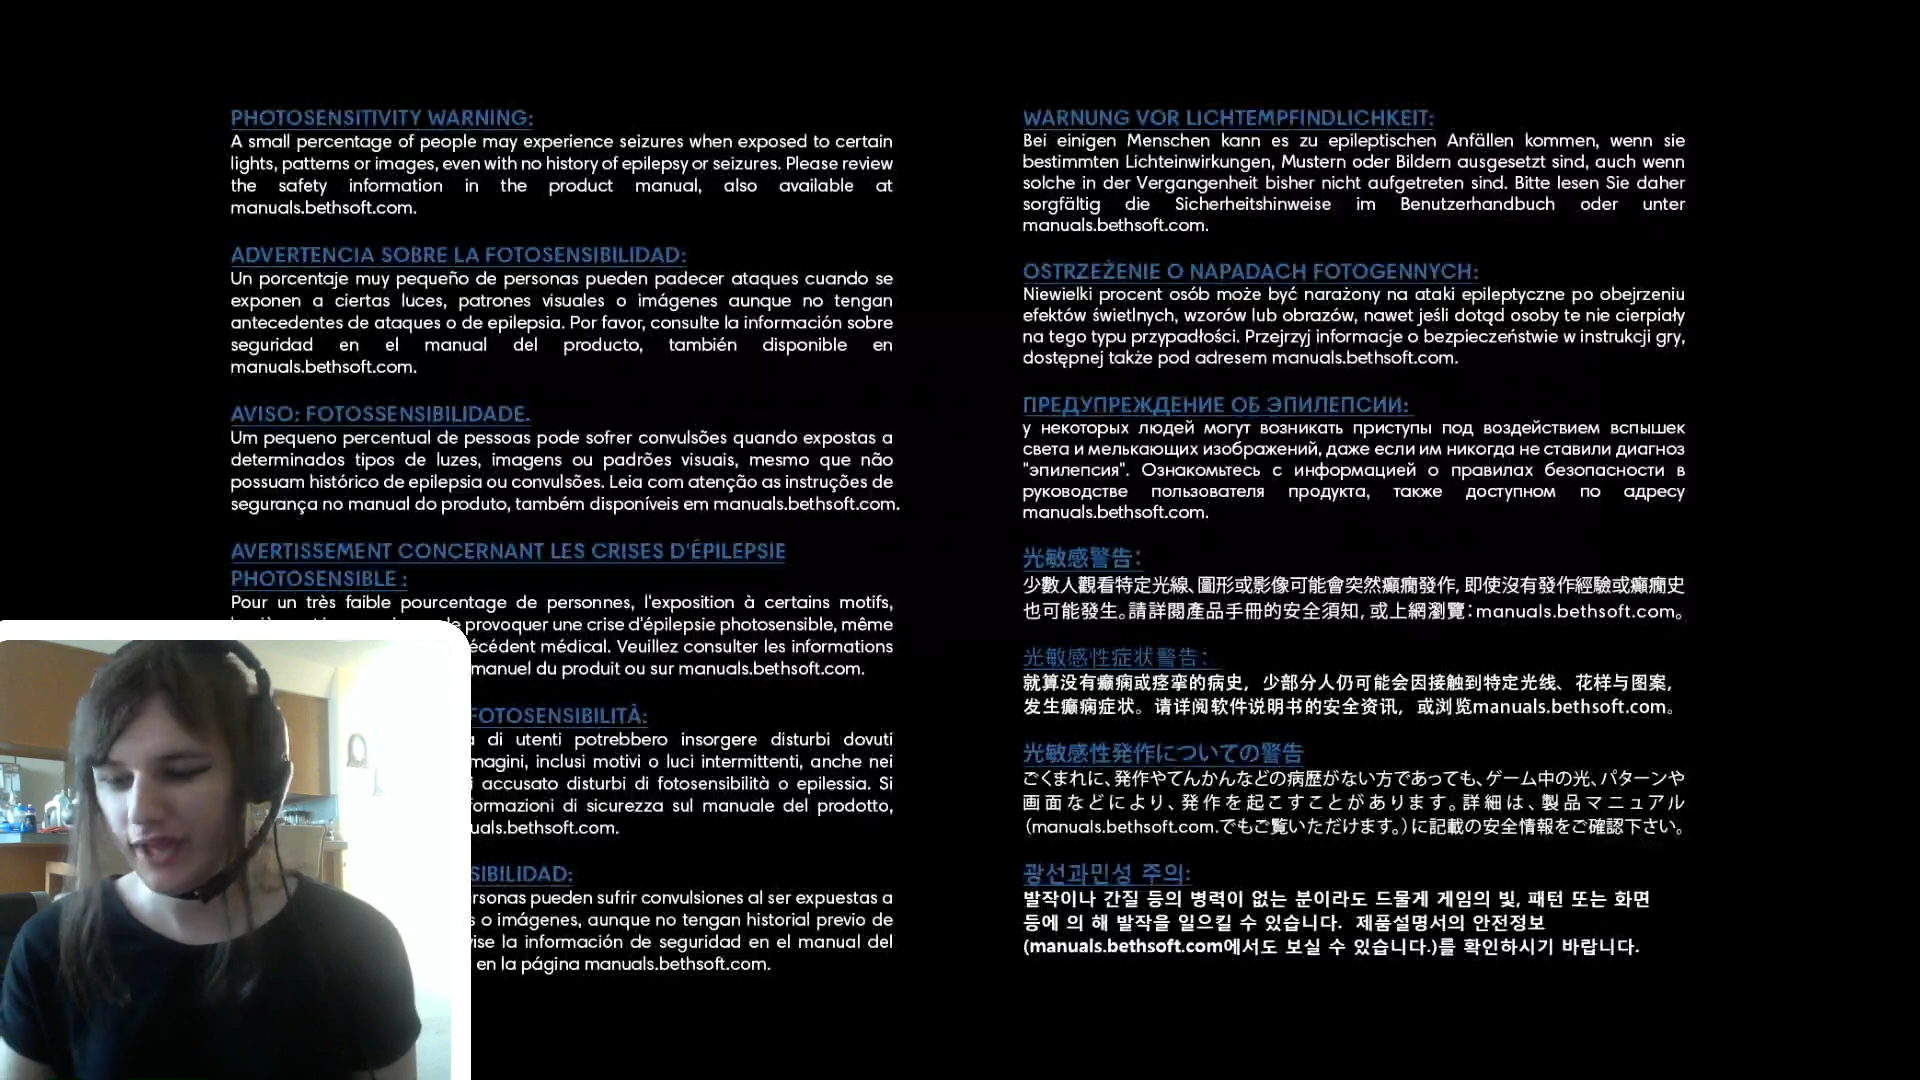 PHOTOSENSITIVITY WARNING:
A small percentage of people may experience seizures when exposed to certain
lights, patterns or images, even with no history of epilepsy or seizures. Please review
the safety information in the product manual, also available at
manuals.bethsoft.com.
ADVERTENCIA SOBRE LA FOTOSENSIBILIDAD:
Un porcentaje muy pequeño de personas pueden padecer ataques cuando se
exponen a ciertas luces, patrones visuales o imágenes aunque no tengan
antecedentes de ataques o de epilepsia. Por favor, consulte la información sobre
seguridad en el manual del producto, también disponible en
manuals.bethsoft.com.
AVISO: FOTOSSENSIBILIDADE.
Um pequeno percentual de pessoas pode sofrer convulsões quando expostas a
determinados tipos de luzes, imagens ou padrões visuais, mesmo que não
possuam histórico de epilepsia ou convulsões. Leia com atenção as instruções de
segurança no manual do produto, também disponíveis em manuals.bethsoft.com.
AVERTISSEMENT CONCERNANT LES CRISES D'ÉPILEPSIE
PHOTOSENSIBLE :
Pour un très faible pourcentage de personnes, l'exposition à certains motifs,
provoquer une crise d'épilepsie photosensible, même
écédent médical. Veuillez consulter les informations
manuel du produit ou sur manuals.bethsoft.com.
FOTOSENSIBILITÀ:
di utenti potrebbero insorgere disturbi dovuti
magini, inclusi motivi o luci intermittenti, anche nei
accusato disturbi di fotosensibilità o epilessia. Si
formazioni di sicurezza sul manuale del prodotto,
uals.bethsoft.com.
SIBILIDAD:
rsonas pueden sufrir convulsiones al ser expuestas a
s o imágenes, aunque no tengan historial previo de
ise la información de seguridad en el manual del
en la página manuals.bethsoft.com.
WARNUNG VOR LICHTEMPFINDLICHKEIT:
Bei einigen Menschen kann es zu epileptischen Anfällen kommen, wenn sie
bestimmten Lichteinwirkungen, Mustern oder Bildern ausgesetzt sind, auch wenn
solche in der Vergangenheit bisher nicht aufgetreten sind. Bitte lesen Sie daher
sorgfältig die Sicherheitshinweise im Benutzerhandbuch oder unter
manuals.bethsoft.com.
OSTRZEŻENIE O NAPADACH FOTOGENNYCH:
Niewielki procent osób może być narażony na ataki epileptyczne po obejrzeniu
efektów świetlnych, wzorów lub obrazów, nawet jeśli dotąd osoby te nie cierpiały
na tego typu przypadłości. Przejrzyj informacje o bezpieczeństwie w instrukcji gry,
dostępnej także pod adresem manuals.bethsoft.com.
ПРЕДУПРЕЖДЕНИЕ ОБ ЭПИЛЕПСИИ:
у некоторых людей могут возникать приступы под воздействием вспышек
света и мелькающих изображений, даже если им никогда не ставили диагноз
"эпилепсия". Ознакомьтесь с информацией о правилах безопасности в
руководстве пользователя продукта, также доступном по адресу
manuals.bethsoft.com.
光敏感警告：
少數人觀看特定光線、圖形或影像可能會突然癲癇發作，即使沒有發作經驗或癲癇史
也可能發生。請詳閱產品手冊的安全須知，或上網瀏覽：manuals.bethsoft.com。
光敏感性症状警告：
就算没有癫痫或痉挛的病史，少部分人仍可能会因接触到特定光线、花样与图案，
发生癫痫症状。请详阅软件说明书的安全资讯，或浏览manuals.bethsoft.com。
光敏感性発作についての警告
ごくまれに、発作やてんかんなどの病歴がない方であっても、ゲーム中の光、パターンや
画面などにより、発作を起こすことがあります。詳細は、製品マニュアル
（manuals.bethsoft.com.でもご覧いただけます。）に記載の安全情報をご確認下さい。
광선과민성 주의:
발작이나 간질 등의 병력이 없는 분이라도 드물게 게임의 빛, 패턴 또는 화면
등에 의 해 발작을 일으킬 수 있습니다. 제품설명서의 안전정보
(manuals.bethsoft.com에서도 보실 수 있습니다.)를 확인하시기 바랍니다.